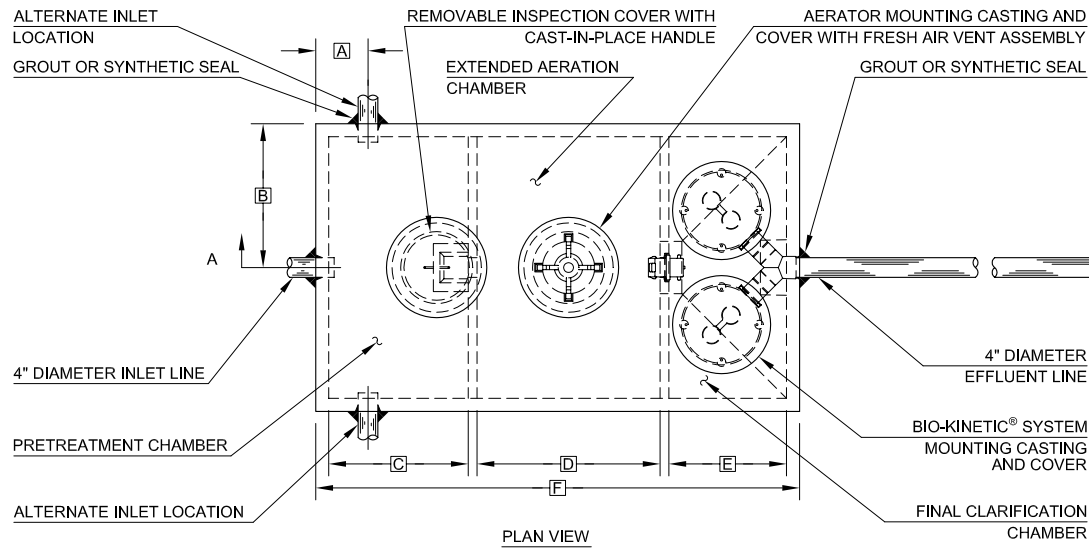 ALTERNATE INLET
LOCATION
GROUT OR SYNTHETIC SEAL
A
REMOVABLE INSPECTION COVER WITH
CAST-IN-PLACE HANDLE
EXTENDED AERATION
CHAMBER
AERATOR MOUNTING CASTING AND
COVER WITH FRESH AIR VENT ASSEMBLY
GROUT OR SYNTHETIC SEAL
B
A
4" DIAMETER INLET LINE
4" DIAMETER
EFFLUENT LINE
PRETREATMENT CHAMBER
BIO-KINETIC® SYSTEM
MOUNTING CASTING
AND COVER
C
D
E
F
ALTERNATE INLET LOCATION
FINAL CLARIFICATION
CHAMBER
PLAN VIEW